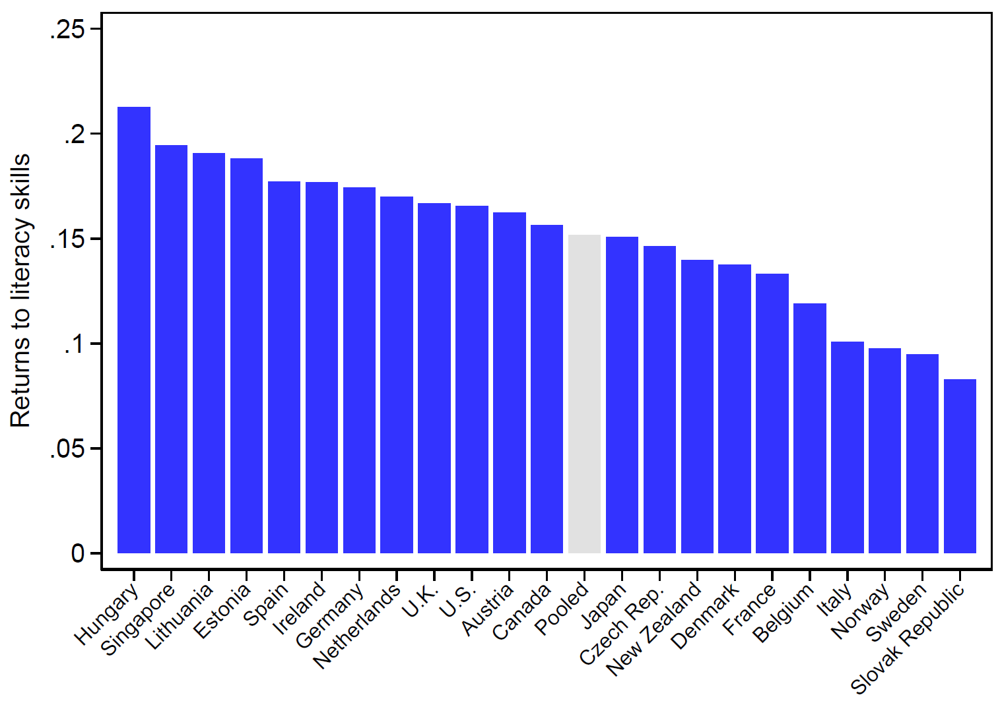 Returns to literacy skills
.25
.2
.15
.1
.05
0
Hungary
Singapore
Lithuania
Estonia
Spain
Ireland
Germany
Netherlands
U.K.
U.S.
Austria
Canada
Pooled
Japan
Czech Rep.
New Zealand
Denmark
France
Belgium
Italy
Norway
Sweden
Slovak Republic